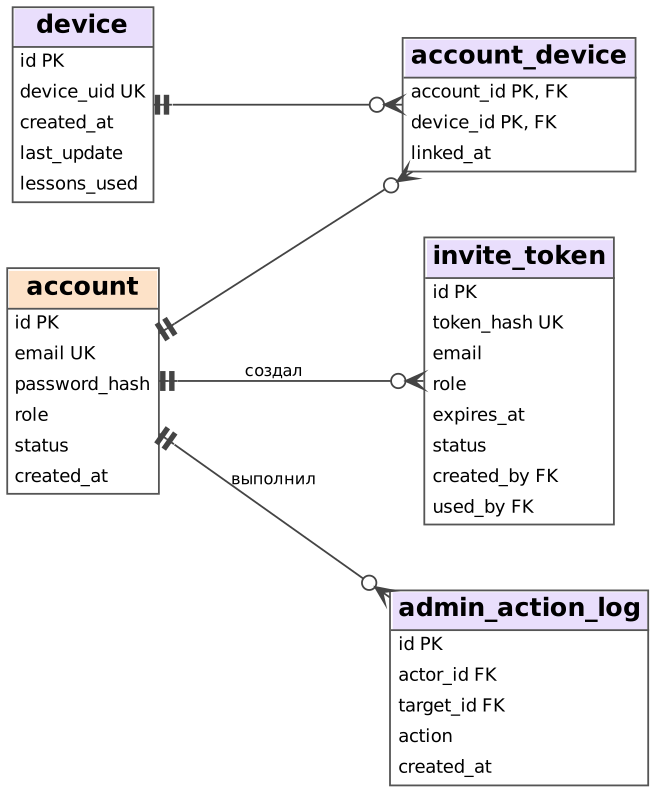 device
id PK
device_uid UK
created_at
last_update
lessons_used
account_device
account_id PK, FK
device_id PK, FK
linked_at
account
id PK
email UK
password_hash
role
status
created_at
создал
выполнил
invite_token
id PK
token_hash UK
email
role
expires_at
status
created_by FK
used_by FK
admin_action_log
id PK
actor_id FK
target_id FK
action
created_at